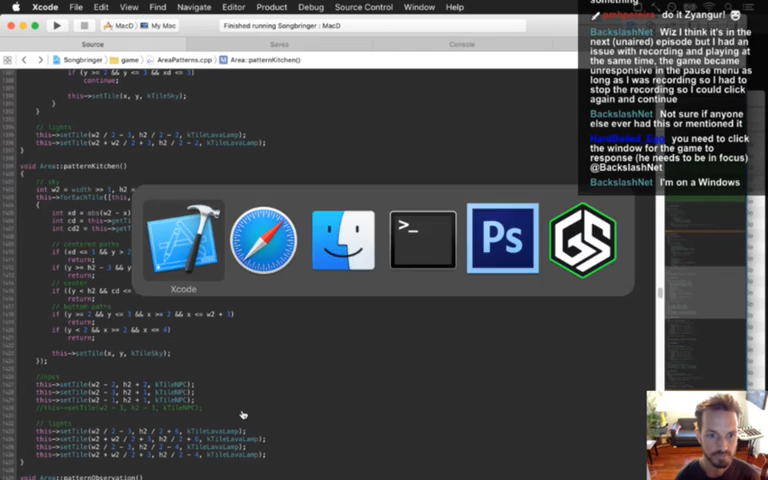 Xcode File Edit View Find Navigate Editor Product Debug Source Control Window Help
MacD My Mac
Finished running Songbringer : MacD
Source
Saves
Console
Songbringer game AreaPatterns.cpp Area::patternKitchen()
if (y >= 2 && y <= 3 && xd <= 3)
continue;
this->setTile(x, y, kTileSky);
}
}
// lights
this->setTile(w2 / 2 - 3, h2 / 2 - 2, kTileLavaLamp);
this->setTile(w2 + w2 / 2 + 3, h2 / 2 - 2, kTileLavaLamp);
}
void Area::patternKitchen()
{
// sky
int w2 = width >> 1, h2 =
this->forEachTile([this,
{
int xd = abs(w2 - x)
int cd = this->getT
int cd2 = this->get
// centered paths
if (xd <= 1 && y > 2
return;
if (y >= h2 - 3 && y
return;
// center
if ((y < h2 && cd <=
return;
// bottom paths
if (y >= 2 && y <= 3 && x >= 2 && x <= w2 + 3)
return;
if (y < 2 && x >= 2 && x <= 4)
return;
this->setTile(x, y, kTileSky);
});
//npcs
this->setTile(w2 - 2, h2 + 2, kTileNPC);
this->setTile(w2 - 3, h2 + 1, kTileNPC);
this->setTile(w2 - 1, h2 + 1, kTileNPC);
//this->setTile(w2 - 3, h2 - 1, kTileNPC);
// lights
this->setTile(w2 / 2 - 3, h2 / 2 + 6, kTileLavaLamp);
this->setTile(w2 + w2 / 2 + 3, h2 / 2 + 6, kTileLavaLamp);
this->setTile(w2 / 2 - 3, h2 / 2 - 4, kTileLavaLamp);
this->setTile(w2 + w2 / 2 + 3, h2 / 2 - 4, kTileLavaLamp);
}
void Area::patternObservation()
>_
Ps
GS
Xcode
something
do it Zyangur!
BackslashNet Wiz I think it's in the
next (unaired) episode but I had an
issue with recording and playing at
the same time, the game became
unresponsive in the pause menu as
long as I was recording so I had to
stop the recording so I could click
again and continue
BackslashNet Not sure if anyone
else ever had this or mentioned it
HardBoiled_Egg you need to click
the window for the game to
response (he needs to be in focus)
@BackslashNet
BackslashNet I'm on a Windows